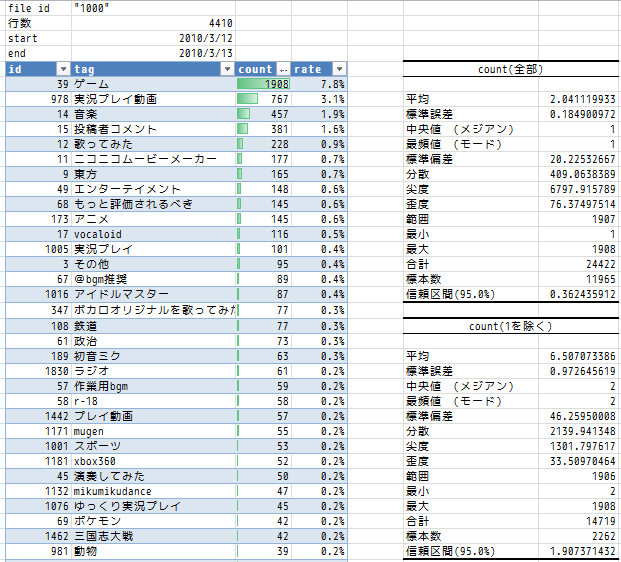 file id "1000"
行数 4410
start 2010/3/12
end 2010/3/13
id tag count rate
39 ゲーム 1908 7.8%
978 実況プレイ動画 767 3.1%
14 音楽 457 1.9%
15 投稿者コメント 381 1.6%
12 歌ってみた 228 0.9%
11 ニコニコムービーメーカー 177 0.7%
9 東方 165 0.7%
49 エンターテイメント 148 0.6%
68 もっと評価されるべき 145 0.6%
173 アニメ 145 0.6%
17 vocaloid 116 0.5%
1005 実況プレイ 101 0.4%
3 その他 95 0.4%
67 @bgm推奨 89 0.4%
1016 アイドルマスター 87 0.4%
347 ボカロオリジナルを歌ってみた 77 0.3%
108 鉄道 77 0.3%
61 政治 73 0.3%
189 初音ミク 63 0.3%
1830 ラジオ 61 0.2%
57 作業用bgm 59 0.2%
58 r-18 58 0.2%
1442 プレイ動画 57 0.2%
1171 mugen 55 0.2%
1001 スポーツ 53 0.2%
1181 xbox360 52 0.2%
45 演奏してみた 50 0.2%
1132 mikumikudance 47 0.2%
1076 ゆっくり実況プレイ 45 0.2%
69 ポケモン 42 0.2%
1462 三国志大戦 42 0.2%
981 動物 39 0.2%
count(全部)
平均 2.041119933
標準誤差 0.184900972
中央値 （メジアン） 1
最頻値 （モード） 1
標準偏差 20.22532667
分散 409.0638389
尖度 6797.915789
歪度 76.37497514
範囲 1907
最小 1
最大 1908
合計 24422
標本数 11965
信頼区間(95.0%) 0.362435912
count(1を除く)
平均 6.507073386
標準誤差 0.972645619
中央値 （メジアン） 2
最頻値 （モード） 2
標準偏差 46.25950008
分散 2139.941348
尖度 1301.797617
歪度 33.50970464
範囲 1906
最小 2
最大 1908
合計 14719
標本数 2262
信頼区間(95.0%) 1.907371432